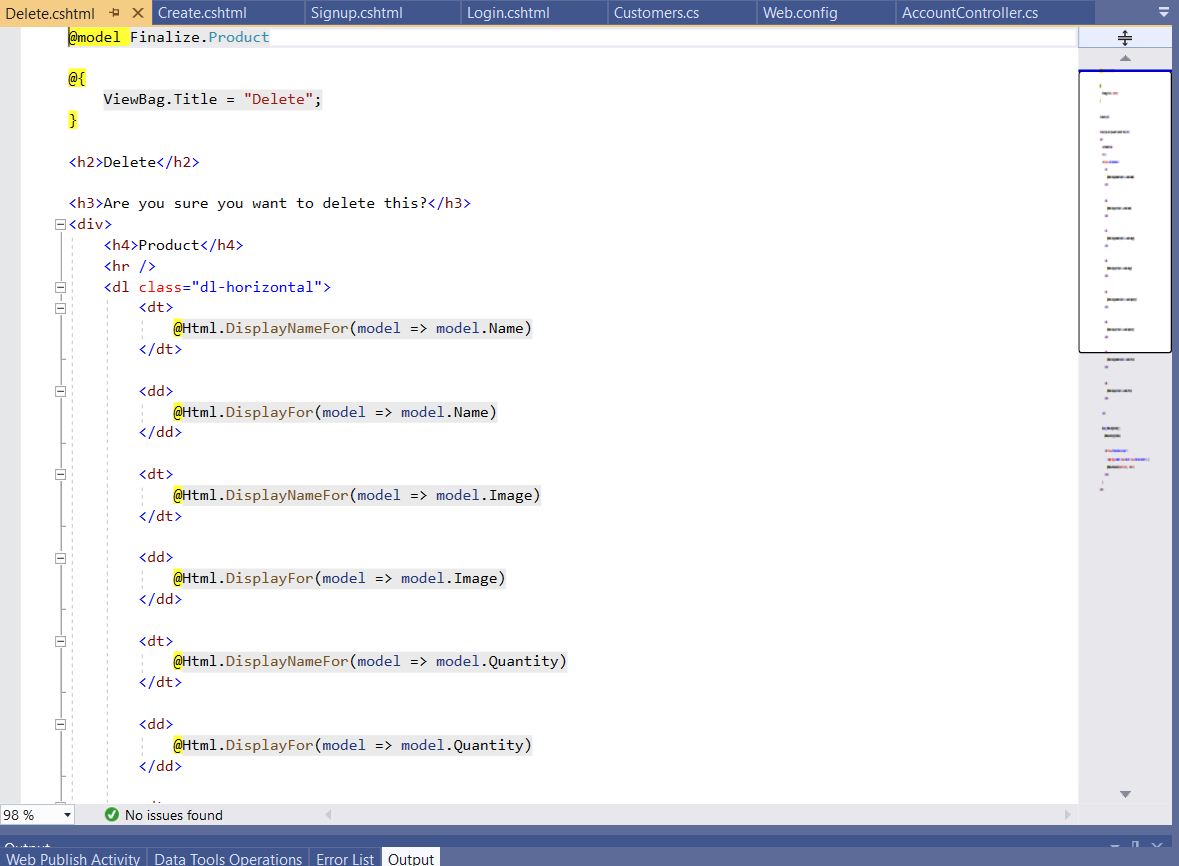 Delete.cshtml Create.cshtml Signup.cshtml Login.cshtml Customers.cs Web.config AccountController.cs
@model Finalize.Product
@{
ViewBag.Title = "Delete";
}
<h2>Delete</h2>
<h3>Are you sure you want to delete this?</h3>
<div>
<h4>Product</h4>
<hr />
<dl class="dl-horizontal">
<dt>
@Html.DisplayNameFor(model => model.Name)
</dt>
<dd>
@Html.DisplayFor(model => model.Name)
</dd>
<dt>
@Html.DisplayNameFor(model => model.Image)
</dt>
<dd>
@Html.DisplayFor(model => model.Image)
</dd>
<dt>
@Html.DisplayNameFor(model => model.Quantity)
</dt>
<dd>
@Html.DisplayFor(model => model.Quantity)
</dd>
98 % No issues found
Output
Web Publish Activity Data Tools Operations Error List Output